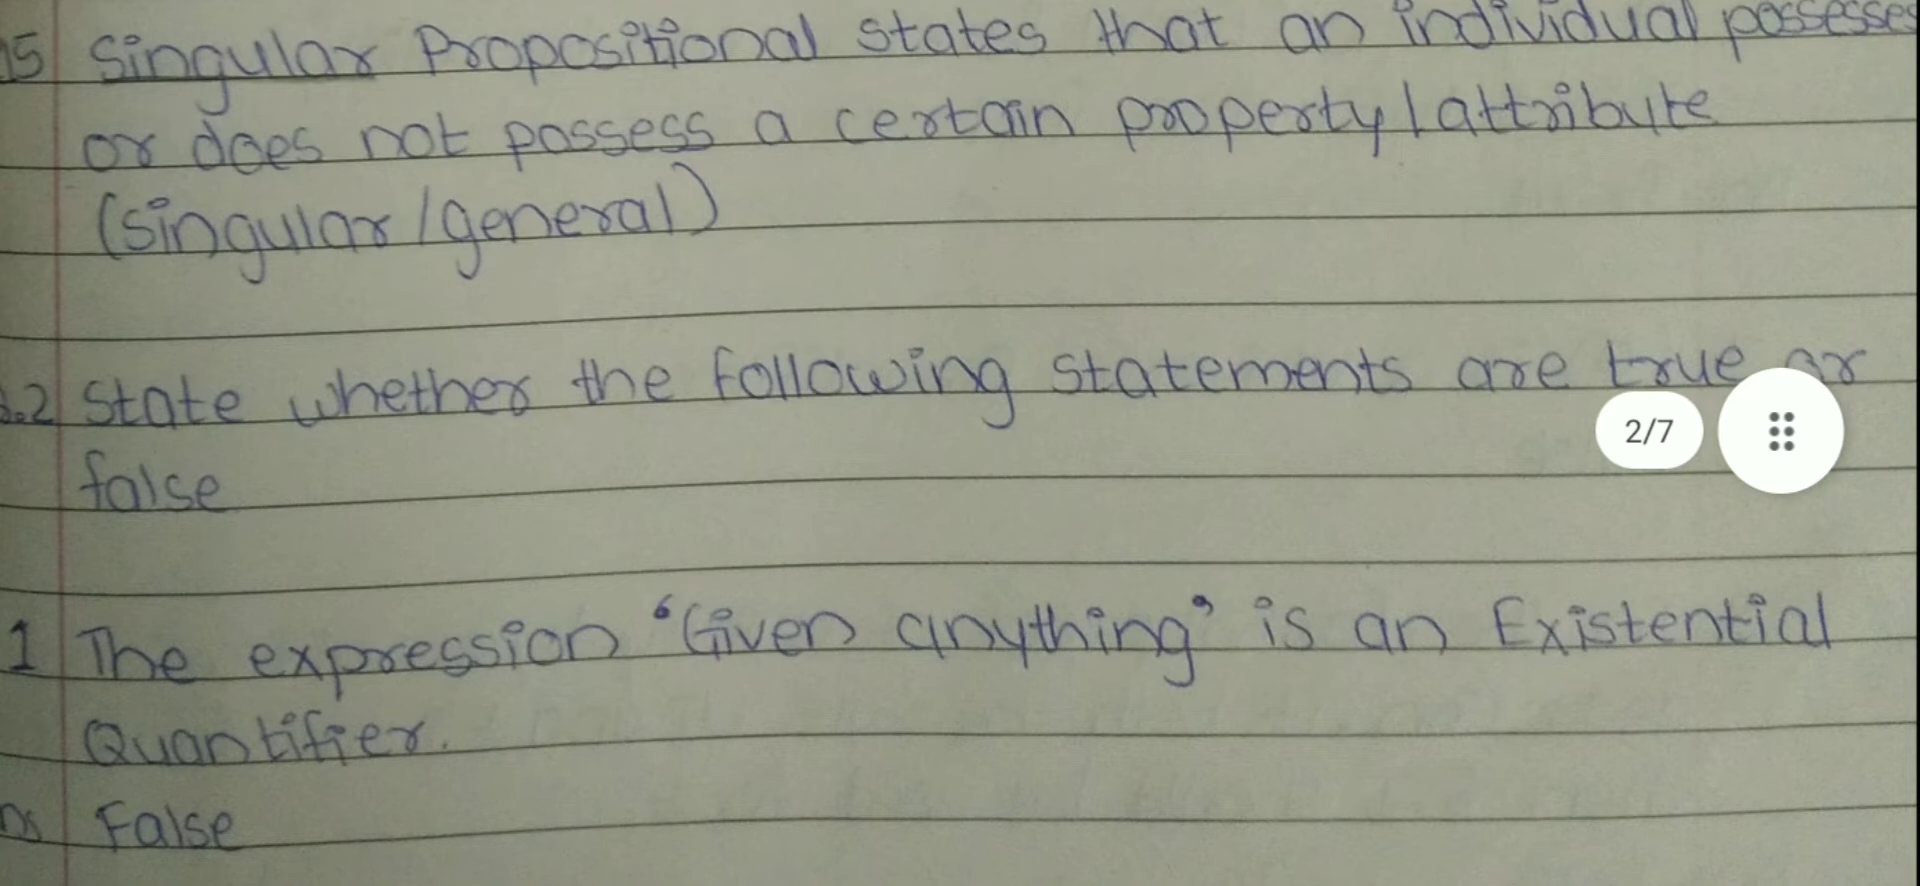 15 Singular Propositional states that an individual possesses
or does not possess a certain property / attribute
(singular / general)
Q.2 State whether the following statements are true or
false
2/7
1 The expression 'Given anything' is an Existential
Quantifier.
Ans False